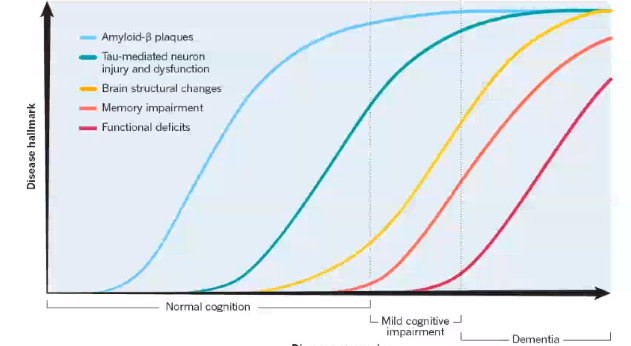 Amyloid-β plaques
Tau-mediated neuron
injury and dysfunction
Brain structural changes
Memory impairment
Functional deficits
Disease hallmark
Normal cognition
Mild cognitive
impairment
Dementia